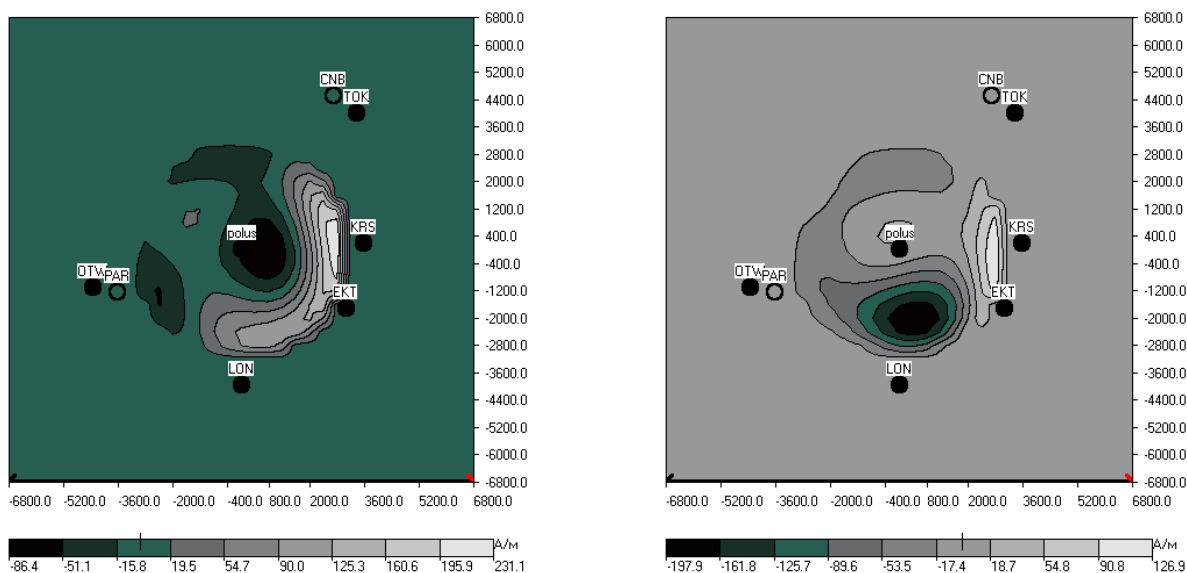 6800.0 6800.0
6000.0 6000.0
5200.0 5200.0
CNB CNB
TOK TOK
4400.0 4400.0
3600.0 3600.0
2800.0 2800.0
2000.0 2000.0
1200.0 1200.0
polus KRS polus KRS
400.0 400.0
-400.0 -400.0
OTW PAR OTW PAR
EKT EKT
-1200.0 -1200.0
-2000.0 -2000.0
-2800.0 -2800.0
LON LON
-3600.0 -3600.0
-4400.0 -4400.0
-5200.0 -5200.0
-6000.0 -6000.0
-6800.0 -6800.0
-6800.0 -5200.0 -3600.0 -2000.0 -400.0 800.0 2000.0 3600.0 5200.0 6800.0 -6800.0 -5200.0 -3600.0 -2000.0 -400.0 800.0 2000.0 3600.0 5200.0 6800.0
А/м А/м
-86.4 -51.1 -15.8 19.5 54.7 90.0 125.3 160.6 195.9 231.1 -197.9 -161.8 -125.7 -89.6 -53.5 -17.4 18.7 54.8 90.8 126.9